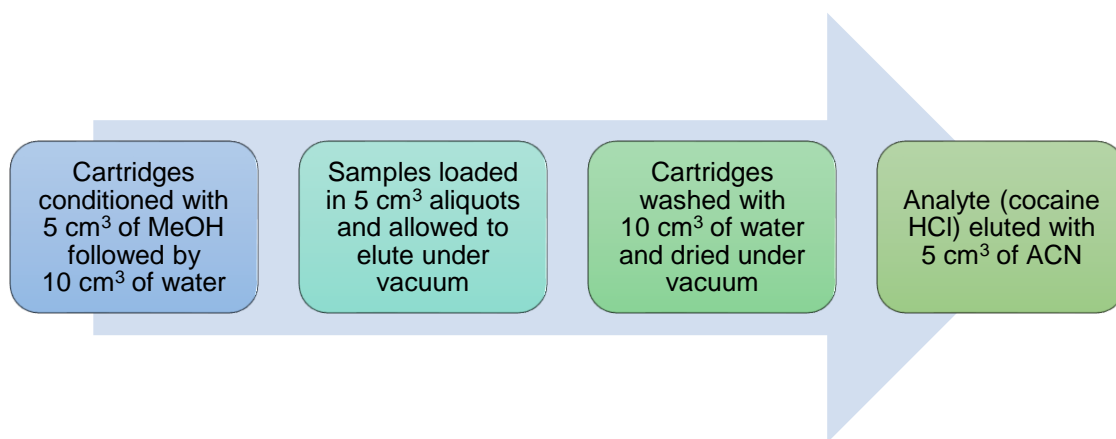 Cartridges
conditioned with
5 cm³ of MeOH
followed by
10 cm³ of water
Samples loaded
in 5 cm³ aliquots
and allowed to
elute under
vacuum
Cartridges
washed with
10 cm³ of water
and dried under
vacuum
Analyte (cocaine
HCl) eluted with
5 cm³ of ACN